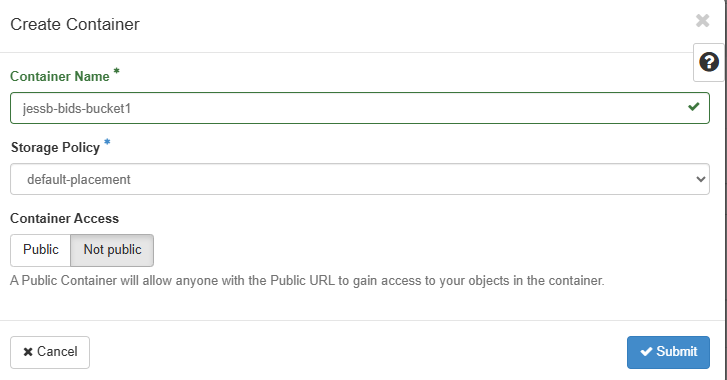 Create Container
Container Name *
jessb-bids-bucket1
Storage Policy *
default-placement
Container Access
Public Not public
A Public Container will allow anyone with the Public URL to gain access to your objects in the container.
Cancel Submit